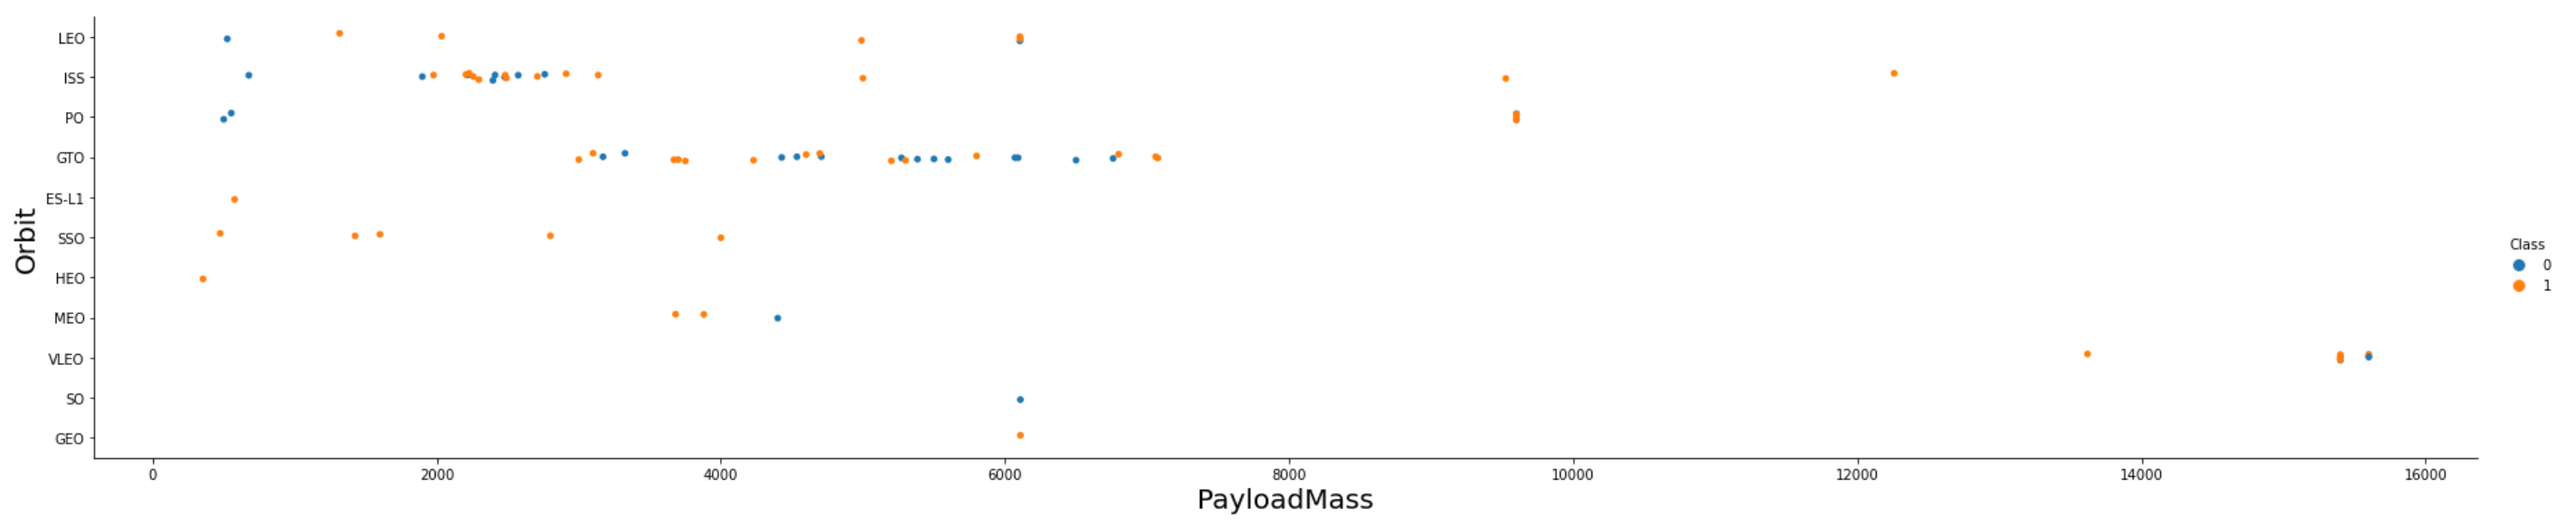 LEO
ISS
PO
GTO
ES-L1
SSO
HEO
MEO
VLEO
SO
GEO
Orbit
0 2000 4000 6000 8000 10000 12000 14000 16000
PayloadMass
Class
0
1